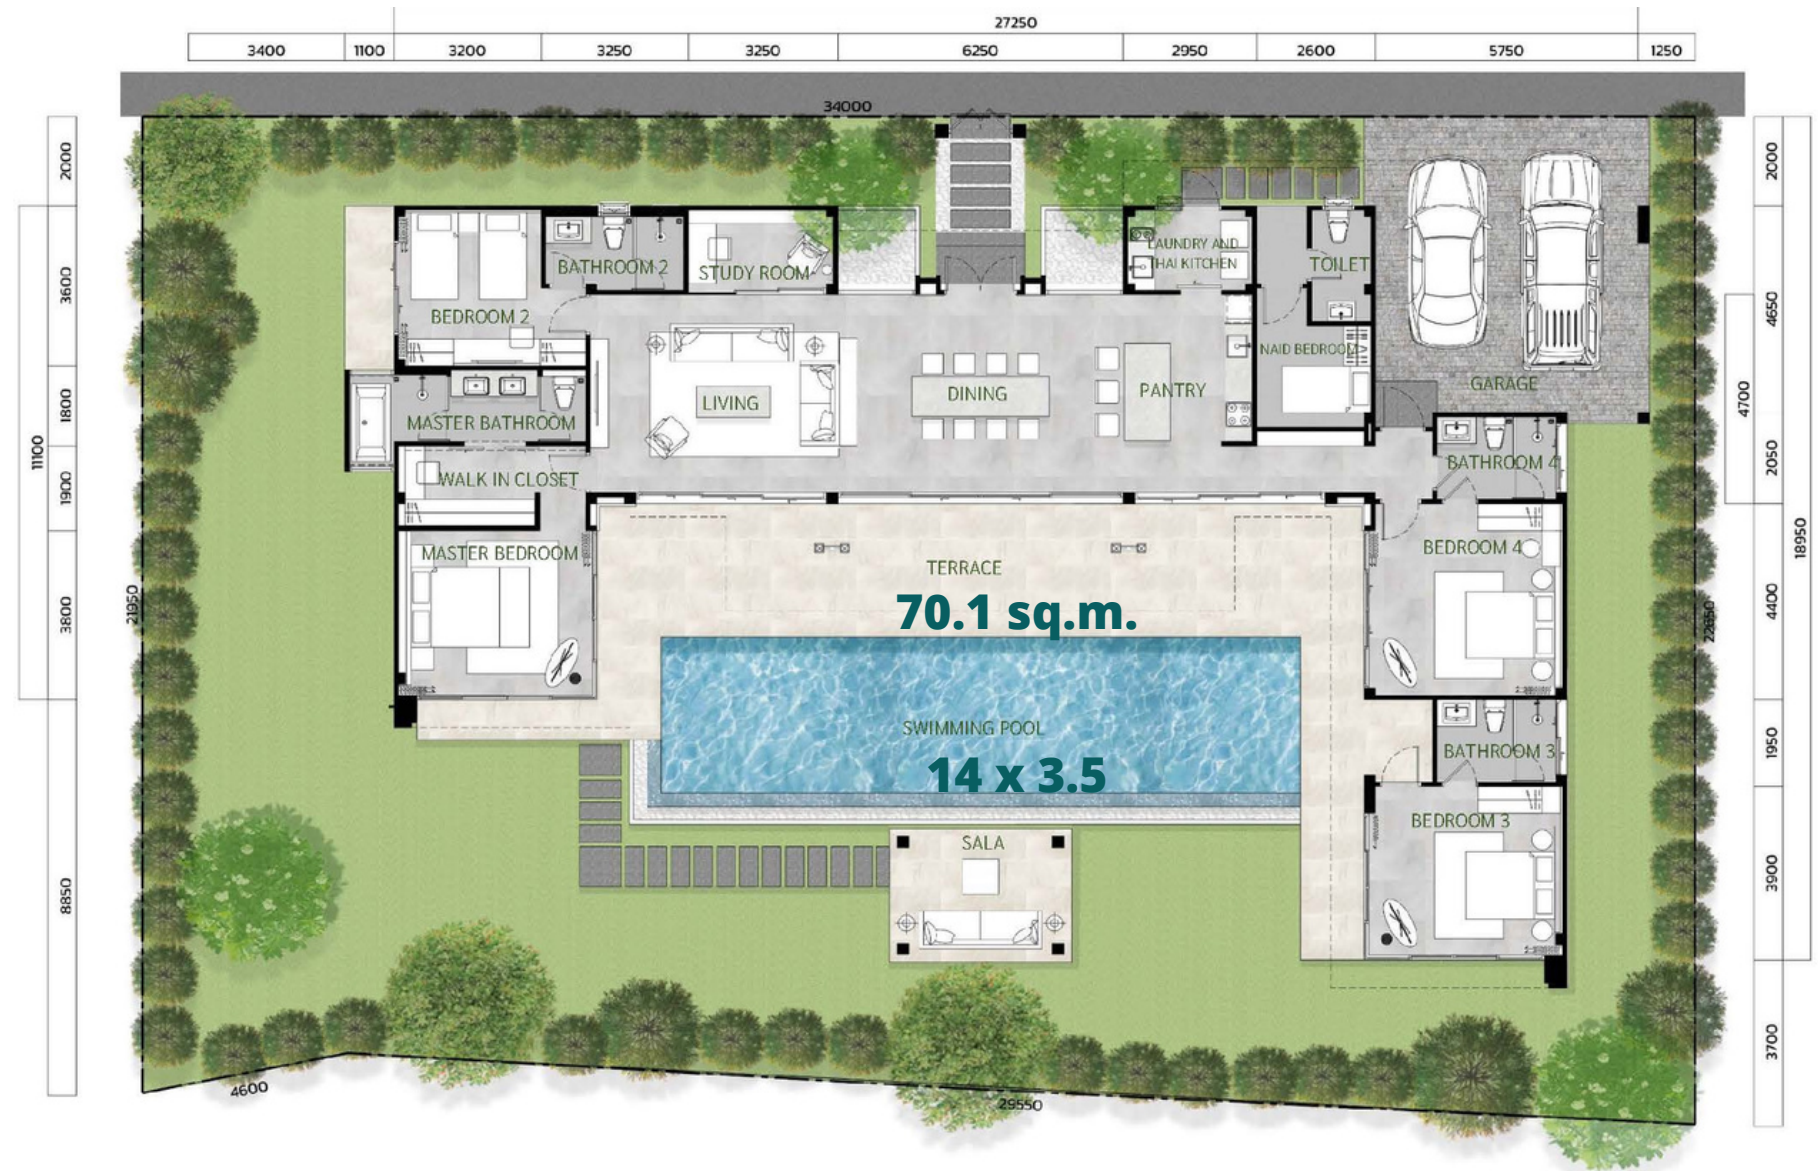 27250
3400 1100 3200 3250 3250 6250 2950 2600 5750 1250
34000
2000
3600
1800
1900
3800
8850
11100
21950
2000
4650
4700
2050
4400
1950
3900
3700
18950
22650
BATHROOM 2
STUDY ROOM
BEDROOM 2
LAUNDRY AND
THAI KITCHEN
TOILET
NAID BEDROOM
GARAGE
LIVING
DINING
PANTRY
MASTER BATHROOM
WALK IN CLOSET
BATHROOM 4
MASTER BEDROOM
BEDROOM 4
TERRACE
70.1 sq.m.
SWIMMING POOL
14 x 3.5
BATHROOM 3
BEDROOM 3
SALA
4600
29550